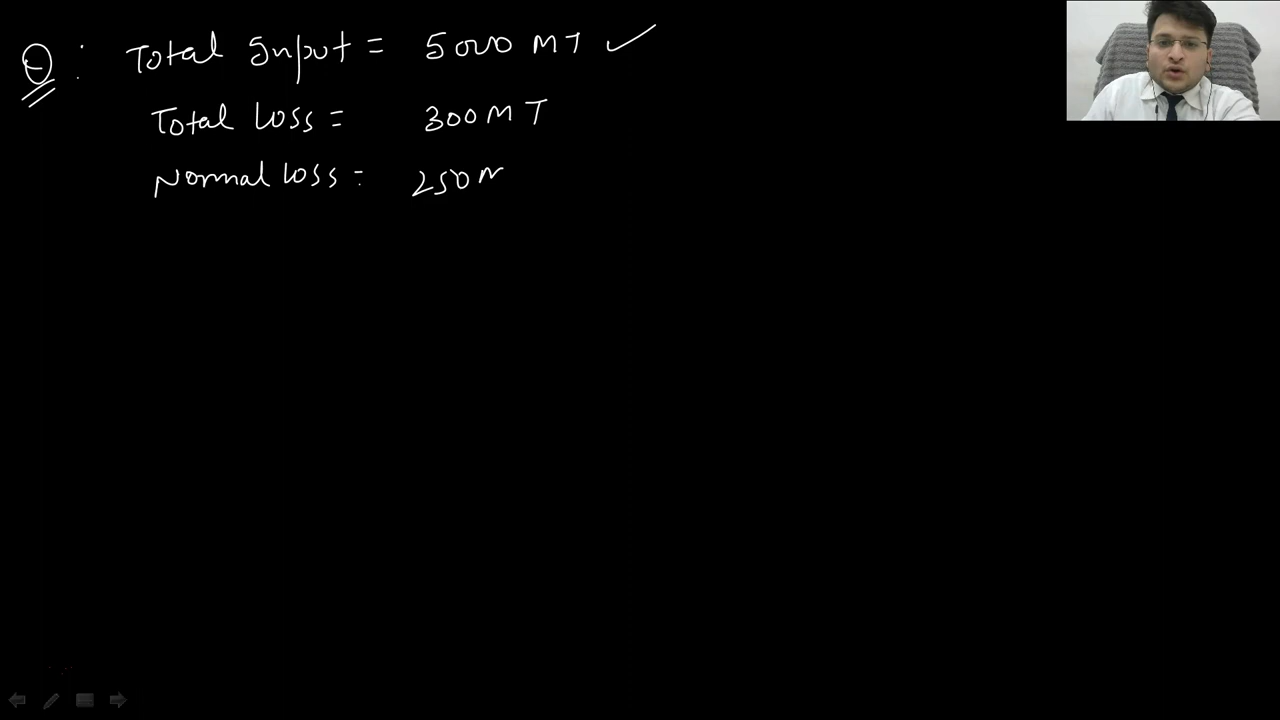 Q: Total Input = 5000 MT ✓
Total Loss = 300 MT
Normal Loss = 250 M